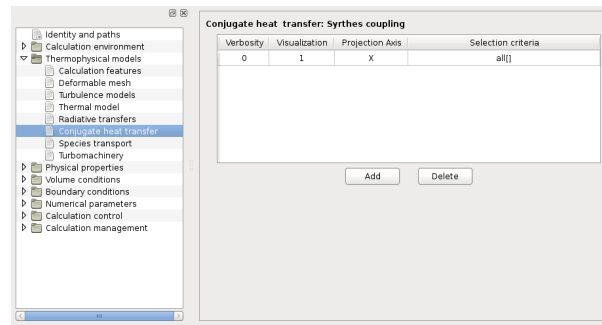 Identity and paths
Calculation environment
Thermophysical models
Calculation features
Deformable mesh
Turbulence models
Thermal model
Radiative transfers
Conjugate heat transfer
Species transport
Turbomachinery
Physical properties
Volume conditions
Boundary conditions
Numerical parameters
Calculation control
Calculation management
Conjugate heat transfer: Syrthes coupling
Verbosity Visualization Projection Axis Selection criteria
0 1 X all[]
Add Delete